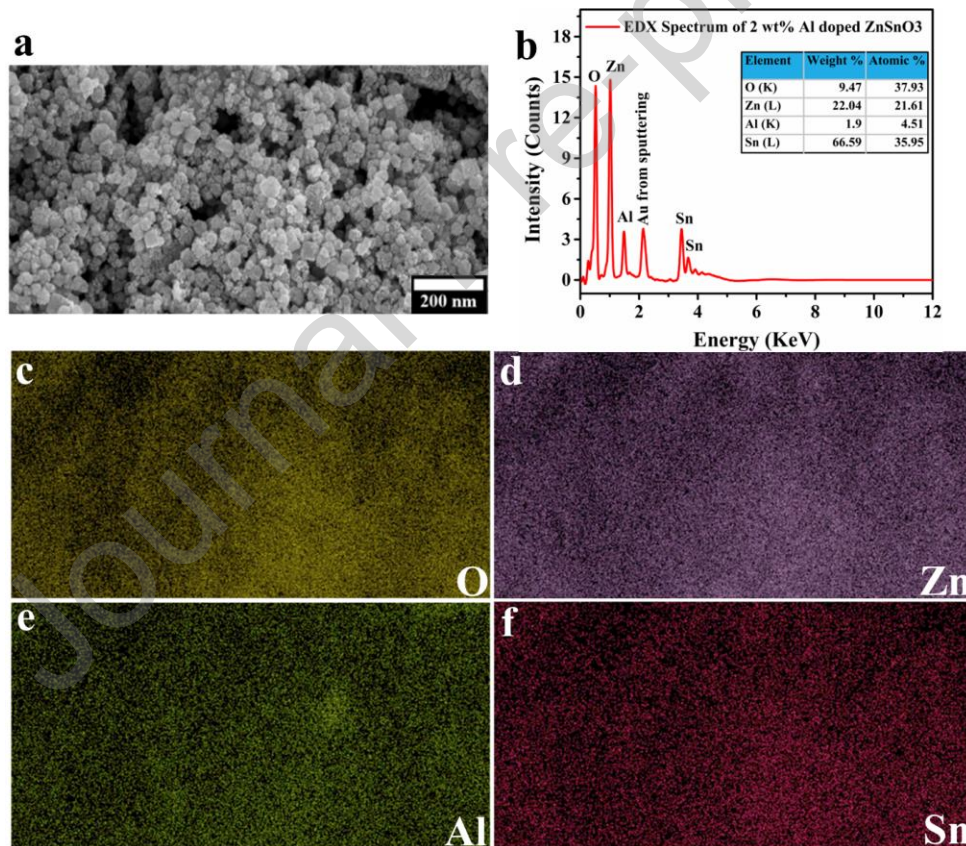 a
200 nm
b
EDX Spectrum of 2 wt% Al doped ZnSnO3
Element Weight % Atomic %
O (K) 9.47 37.93
Zn (L) 22.04 21.61
Al (K) 1.9 4.51
Sn (L) 66.59 35.95
Intensity (Counts)
18
15
12
9
6
3
0
O
Zn
Al
Au from sputtering
Sn
Sn
0 2 4 6 8 10 12
Energy (KeV)
c
O
d
Zn
e
Al
f
Sn
Journal Pre-p